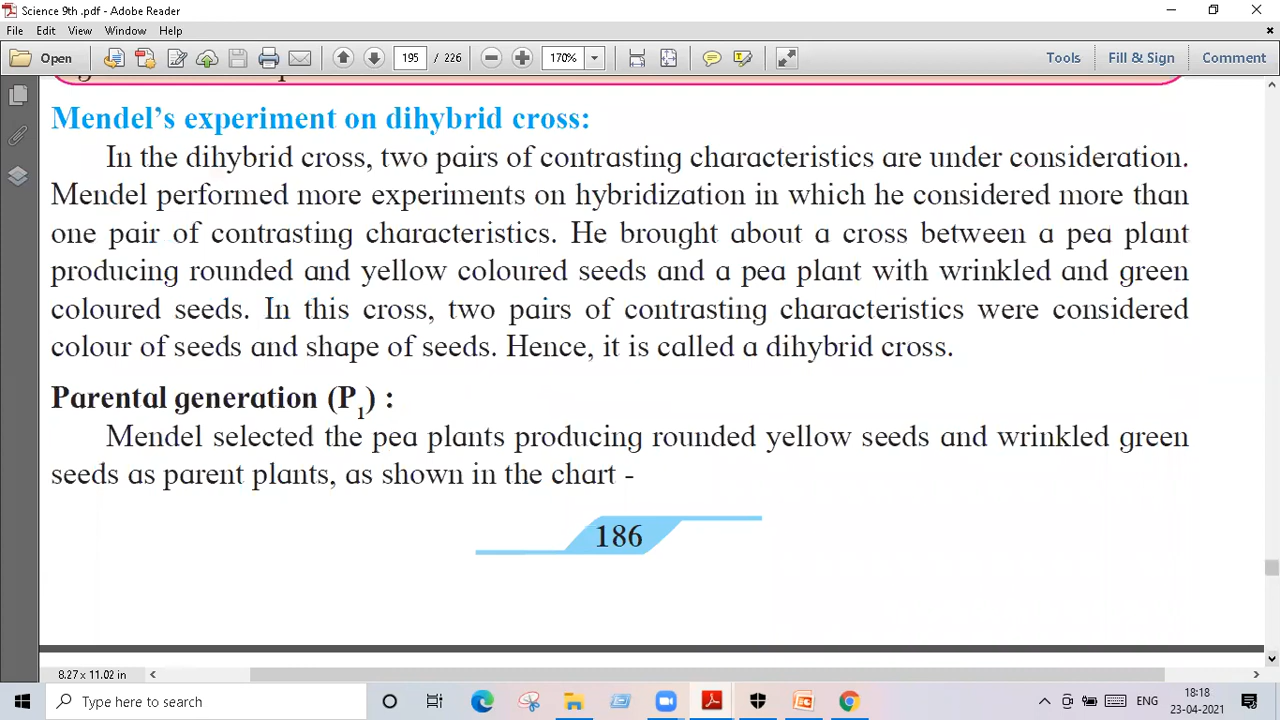 Science 9th .pdf - Adobe Reader
File Edit View Window Help
Open 195 / 226 170% Tools Fill & Sign Comment
Mendel's experiment on dihybrid cross:
In the dihybrid cross, two pairs of contrasting characteristics are under consideration.
Mendel performed more experiments on hybridization in which he considered more than
one pair of contrasting characteristics. He brought about a cross between a pea plant
producing rounded and yellow coloured seeds and a pea plant with wrinkled and green
coloured seeds. In this cross, two pairs of contrasting characteristics were considered
colour of seeds and shape of seeds. Hence, it is called a dihybrid cross.
Parental generation (P1) :
Mendel selected the pea plants producing rounded yellow seeds and wrinkled green
seeds as parent plants, as shown in the chart -
186
8.27 x 11.02 in
Type here to search
ENG
18:18
23-04-2021